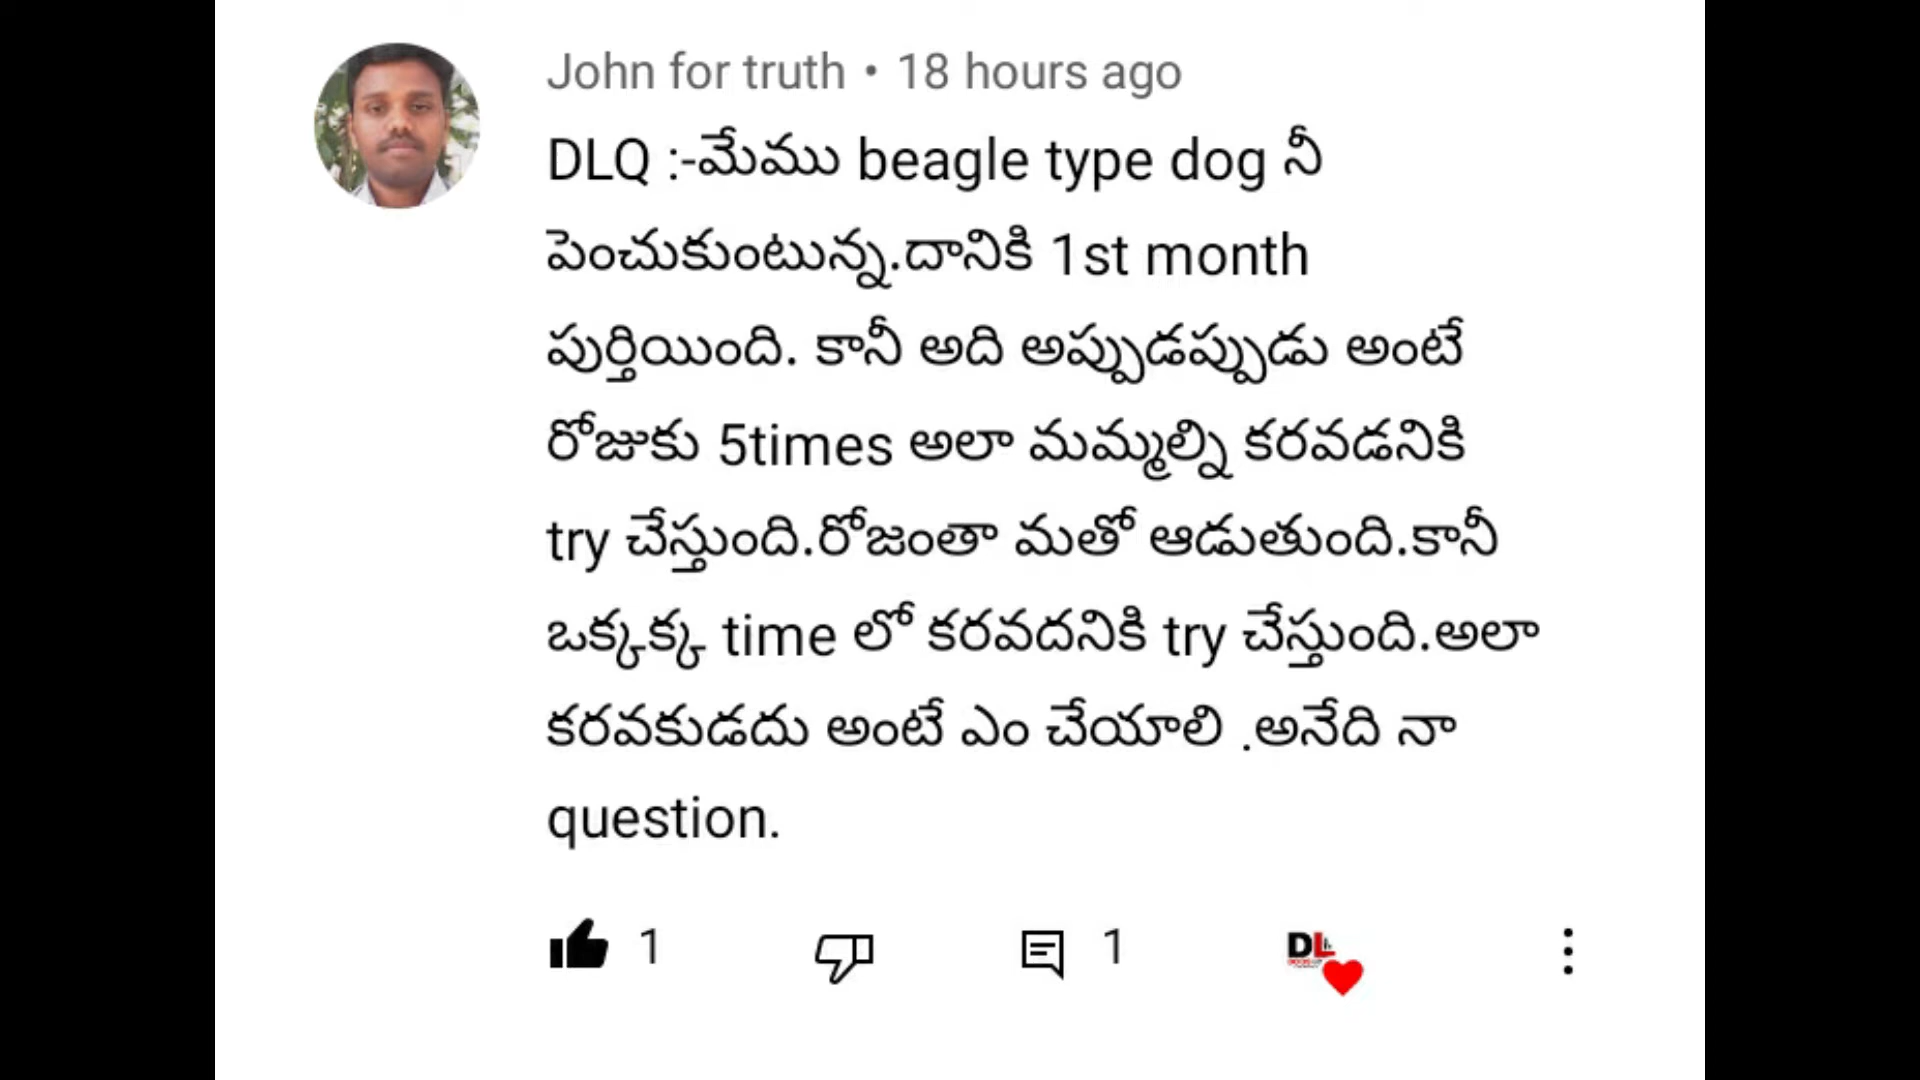 John for truth • 18 hours ago
DLQ :-మేము beagle type dog నీ
పెంచుకుంటున్న.దానికి 1st month
పుర్తియింది. కానీ అది అప్పుడప్పుడు అంటే
రోజుకు 5times అలా మమ్మల్ని కరవడనికి
try చేస్తుంది.రోజంతా మతో ఆడుతుంది.కానీ
ఒక్కక్క time లో కరవదనికి try చేస్తుంది.అలా
కరవకుడదు అంటే ఎం చేయాలి .అనేది నా
question.
1 1 DL